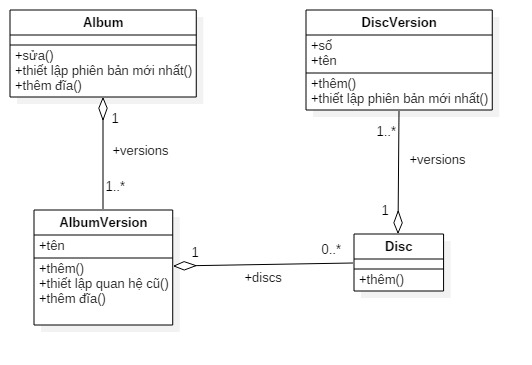 Album
+sửa()
+thiết lập phiên bản mới nhất()
+thêm đĩa()
DiscVersion
+số
+tên
+thêm()
+thiết lập phiên bản mới nhất()
1
+versions
1..*
1..*
+versions
1
AlbumVersion
+tên
+thêm()
+thiết lập quan hệ cũ()
+thêm đĩa()
1
+discs
0..*
Disc
+thêm()